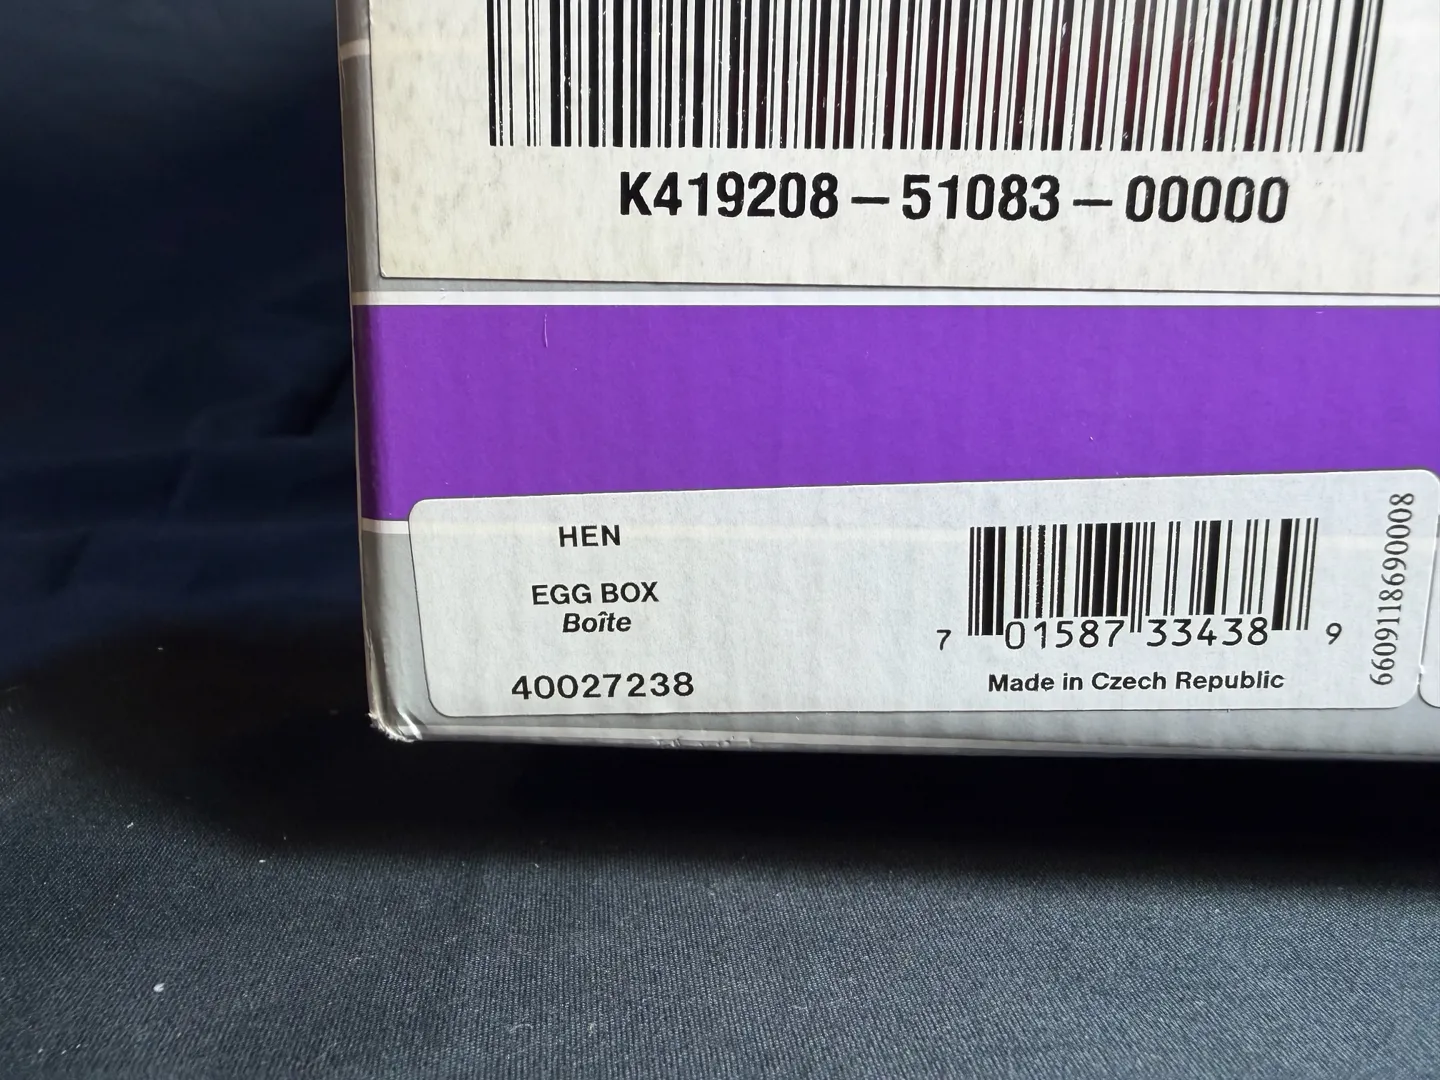 K419208-51083-00000
HEN
EGG BOX
Boîte
40027238
7 01587 33438 9
Made in Czech Republic
6609118690008